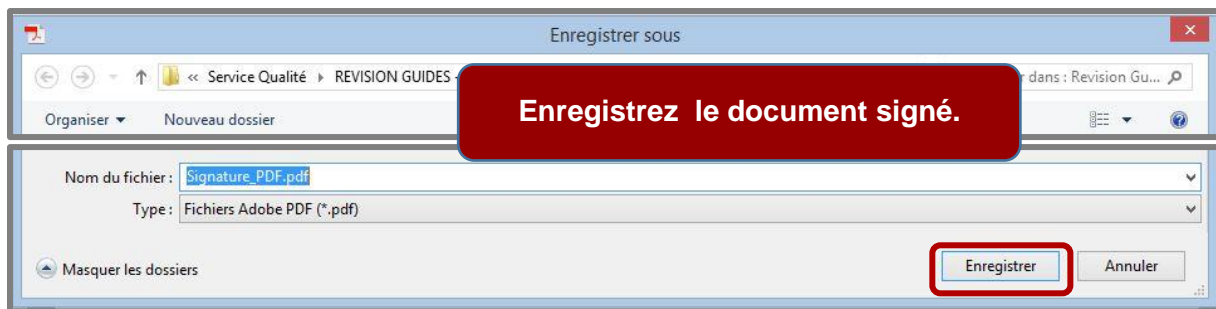 Enregistrer sous
« Service Qualité ▸ REVISION GUIDES -
dans : Revision Gu...
Enregistrez le document signé.
Organiser
Nouveau dossier
Nom du fichier : Signature_PDF.pdf
Type : Fichiers Adobe PDF (*.pdf)
Masquer les dossiers
Enregistrer
Annuler